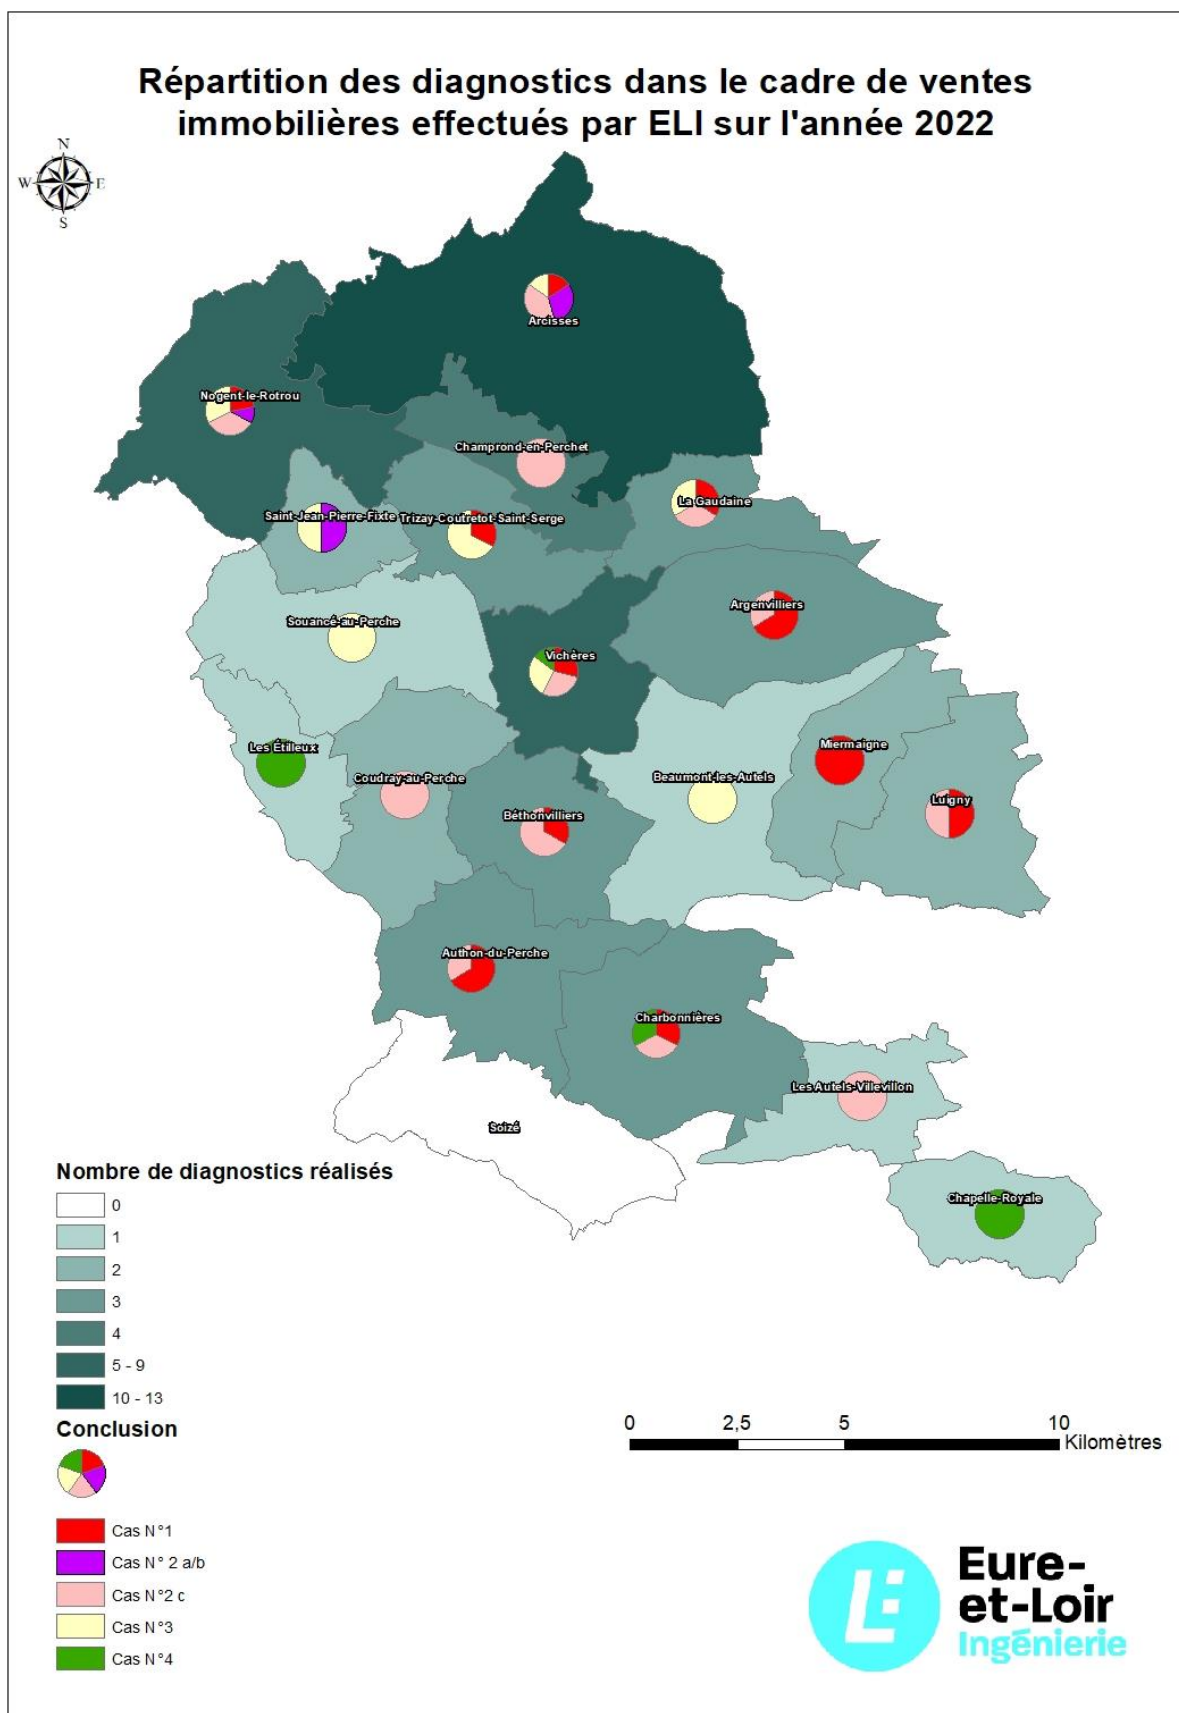 Répartition des diagnostics dans le cadre de ventes
immobilières effectués par ELI sur l'année 2022
N
W
E
S
Arcisses
Nogent-le-Rotrou
Champrond-en-Perchet
La Gaudaine
Saint-Jean-Pierre-Fixte
Trizay-Coutretot-Saint-Serge
Argenvilliers
Souancé-au-Perche
Vichères
Les Étilleux
Miermaigne
Coudray-au-Perche
Beaumont-les-Autels
Luigny
Béthonvilliers
Authon-du-Perche
Charbonnières
Les Autels-Villevillon
Soizé
Chapelle-Royale
Nombre de diagnostics réalisés
0
1
2
3
4
5 - 9
10 - 13
Conclusion
Cas N°1
Cas N° 2 a/b
Cas N°2 c
Cas N°3
Cas N°4
0 2,5 5 10
Kilomètres
Eure-
et-Loir
Ingénierie